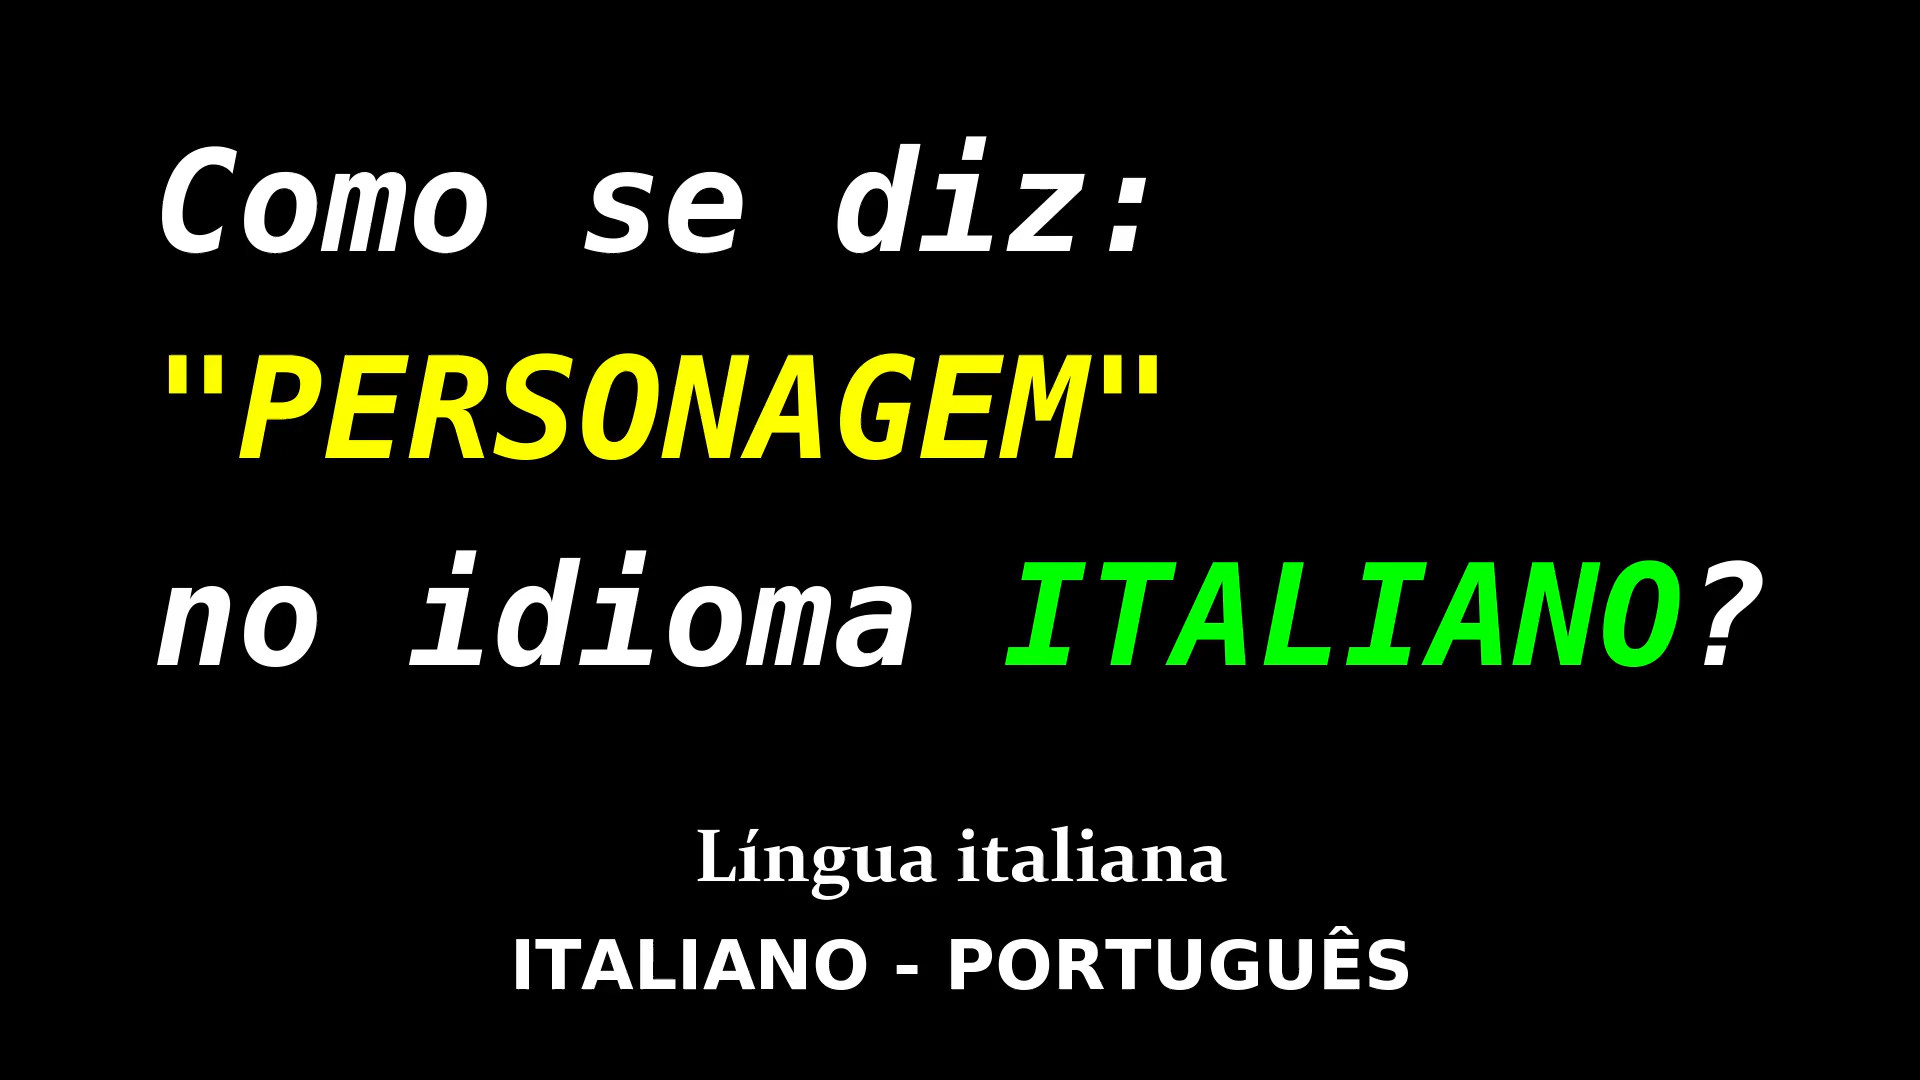 Como se diz:
"PERSONAGEM"
no idioma ITALIANO?
Língua italiana
ITALIANO - PORTUGUÊS